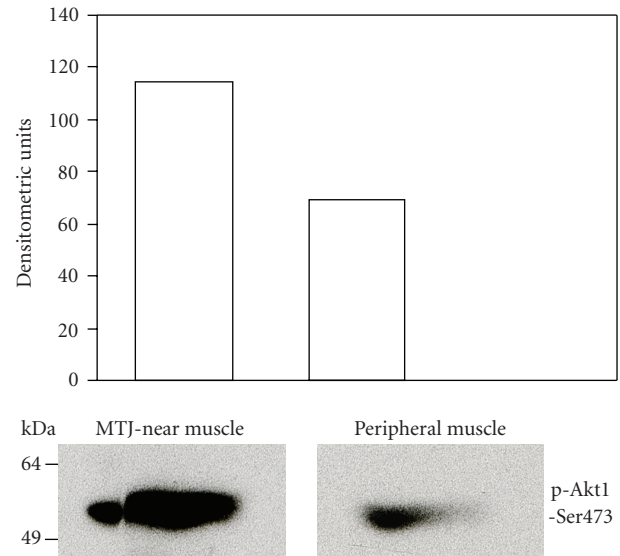 140
120
100
80
60
40
20
0
Densitometric units
kDa
MTJ-near muscle
Peripheral muscle
64
49
p-Akt1
-Ser473